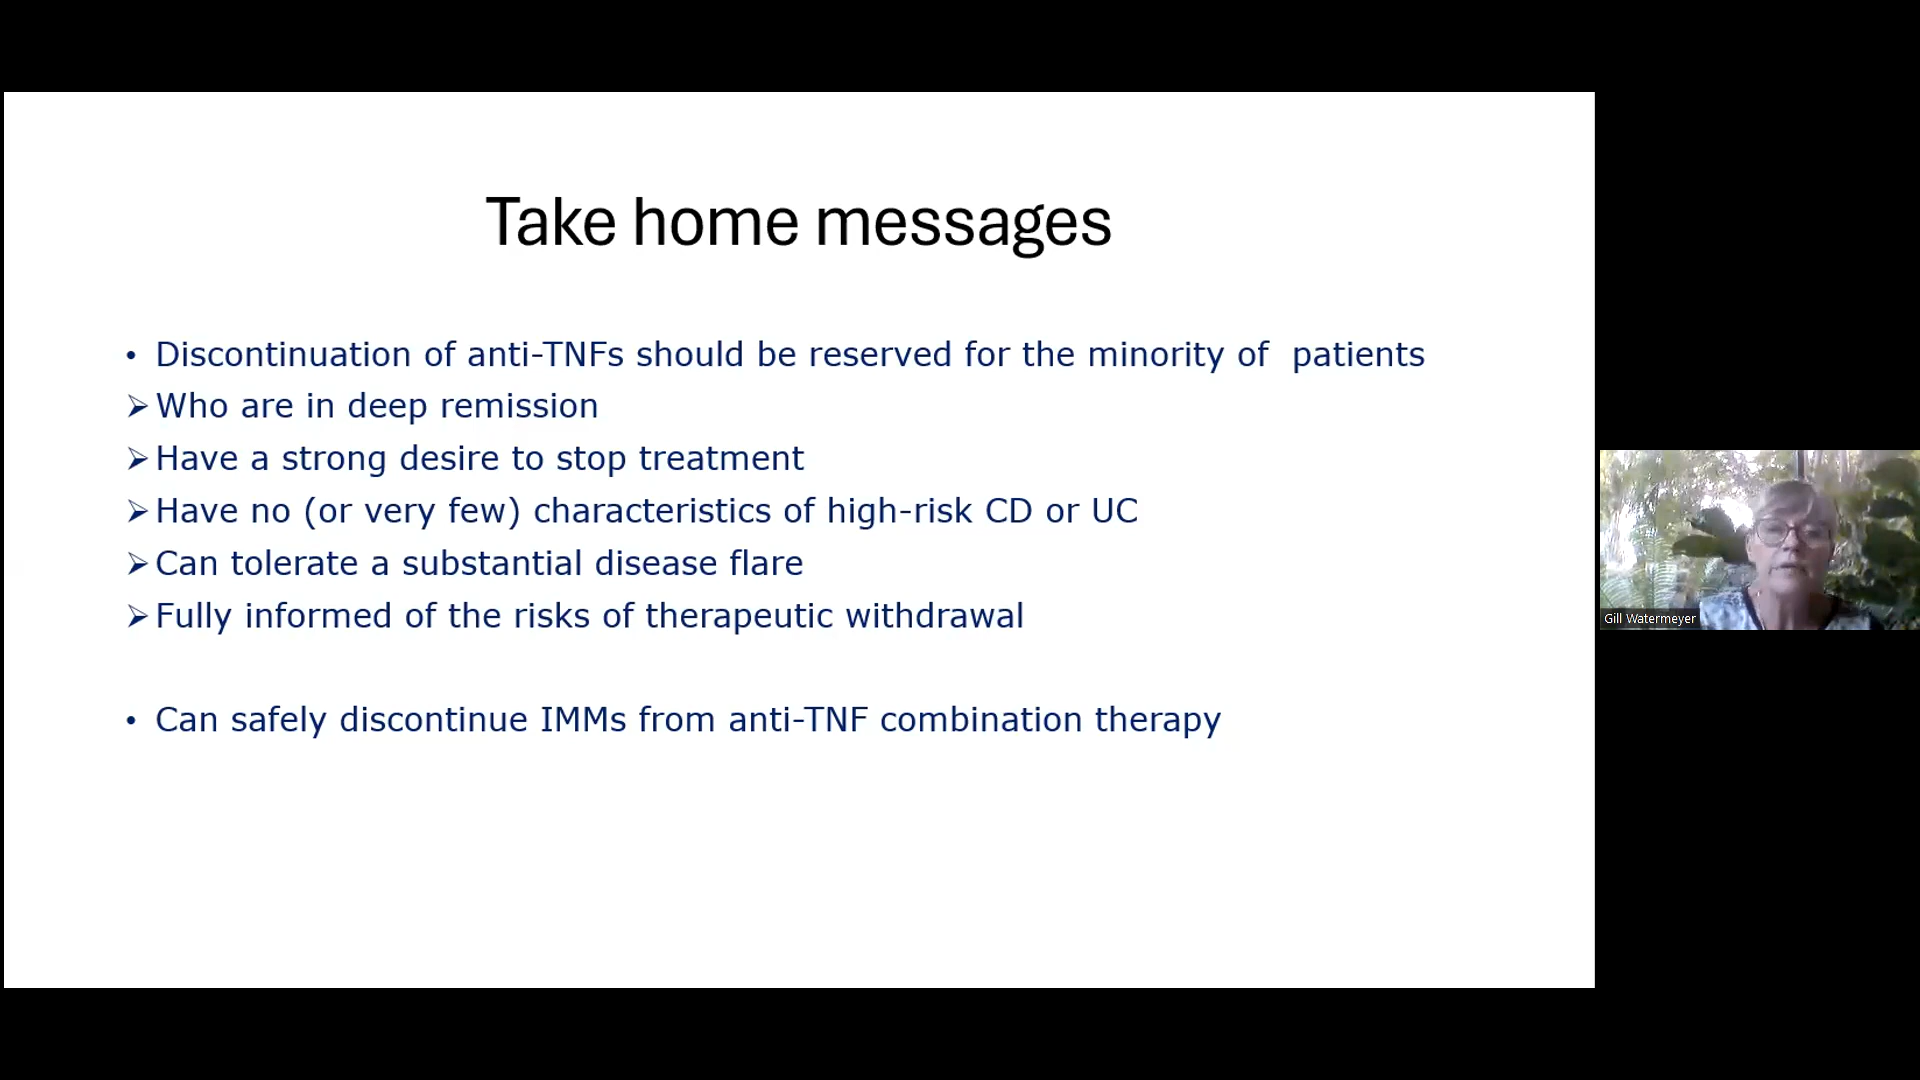 Take home messages
• Discontinuation of anti-TNFs should be reserved for the minority of  patients
➢ Who are in deep remission
➢ Have a strong desire to stop treatment
➢ Have no (or very few) characteristics of high-risk CD or UC
➢ Can tolerate a substantial disease flare
➢ Fully informed of the risks of therapeutic withdrawal
• Can safely discontinue IMMs from anti-TNF combination therapy
Gill Watermeyer